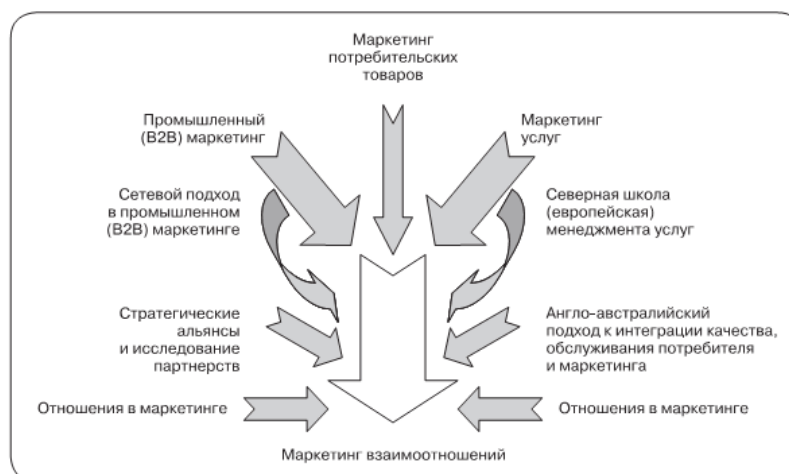 Маркетинг
потребительских
товаров
Промышленный
(B2B) маркетинг
Маркетинг
услуг
Сетевой подход
в промышленном
(B2B) маркетинге
Северная школа
(европейская)
менеджмента услуг
Стратегические
альянсы
и исследование
партнерств
Англо-австралийский
подход к интеграции качества,
обслуживания потребителя
и маркетинга
Отношения в маркетинге
Отношения в маркетинге
Маркетинг взаимоотношений